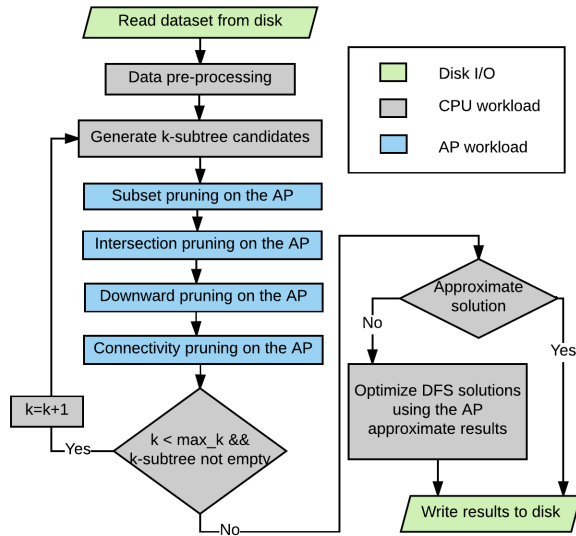 Read dataset from disk
Data pre-processing
Generate k-subtree candidates
Subset pruning on the AP
Intersection pruning on the AP
Downward pruning on the AP
Connectivity pruning on the AP
k=k+1
Yes
k < max_k &&
k-subtree not empty
No
Disk I/O
CPU workload
AP workload
Approximate
solution
No
Yes
Optimize DFS solutions
using the AP
approximate results
Write results to disk